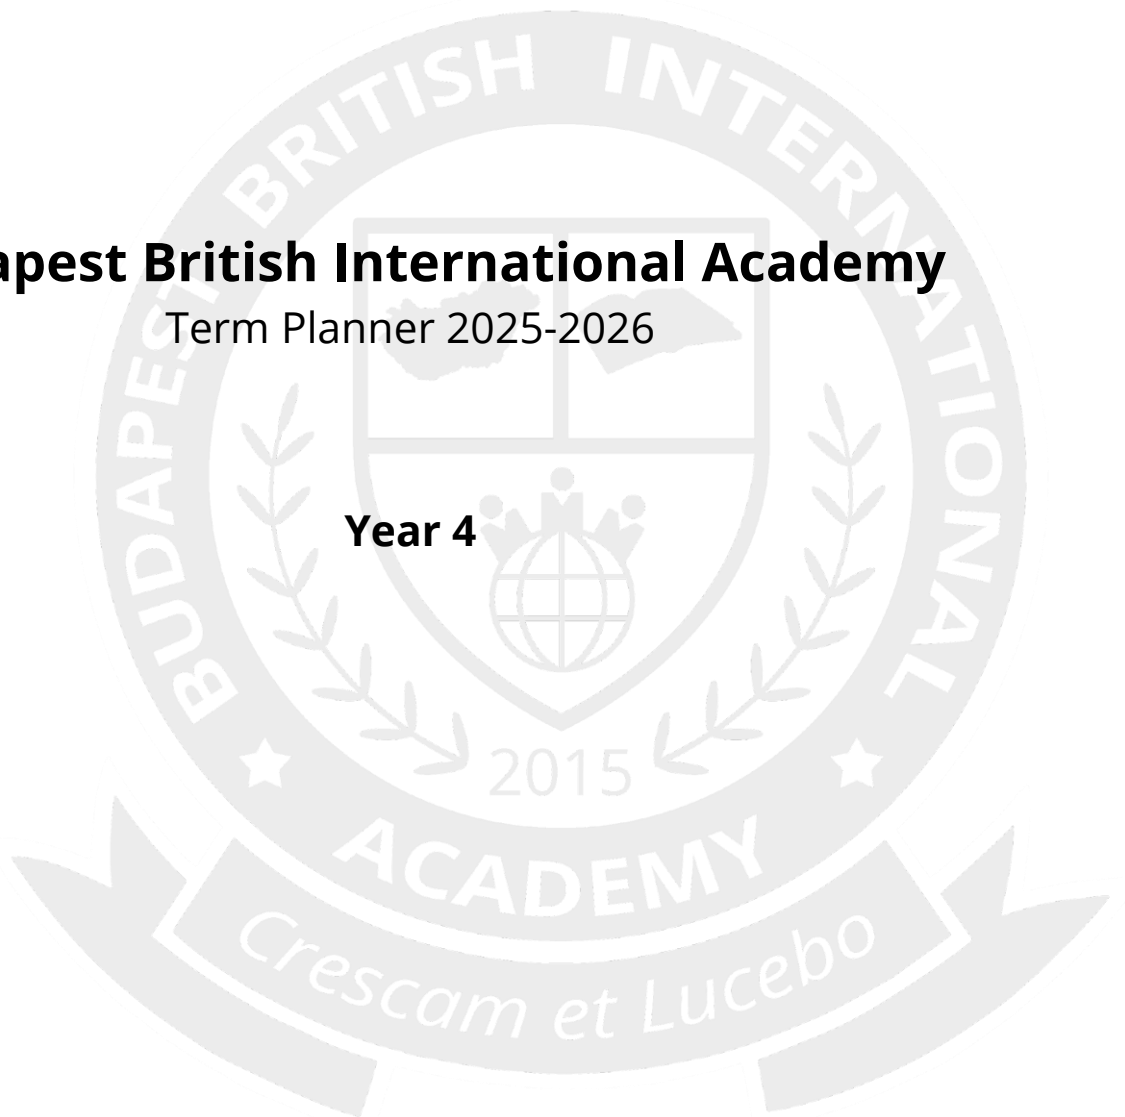 apest British International Academy
Term Planner 2025-2026
Year 4
BUDAPEST BRITISH INTERNATIONAL
2015
ACADEMY
Crescam et Lucebo